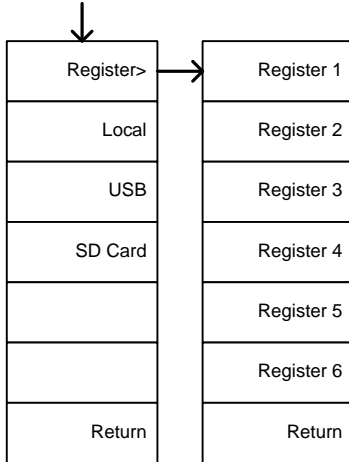 Register>
Local
USB
SD Card
Return
Register 1
Register 2
Register 3
Register 4
Register 5
Register 6
Return